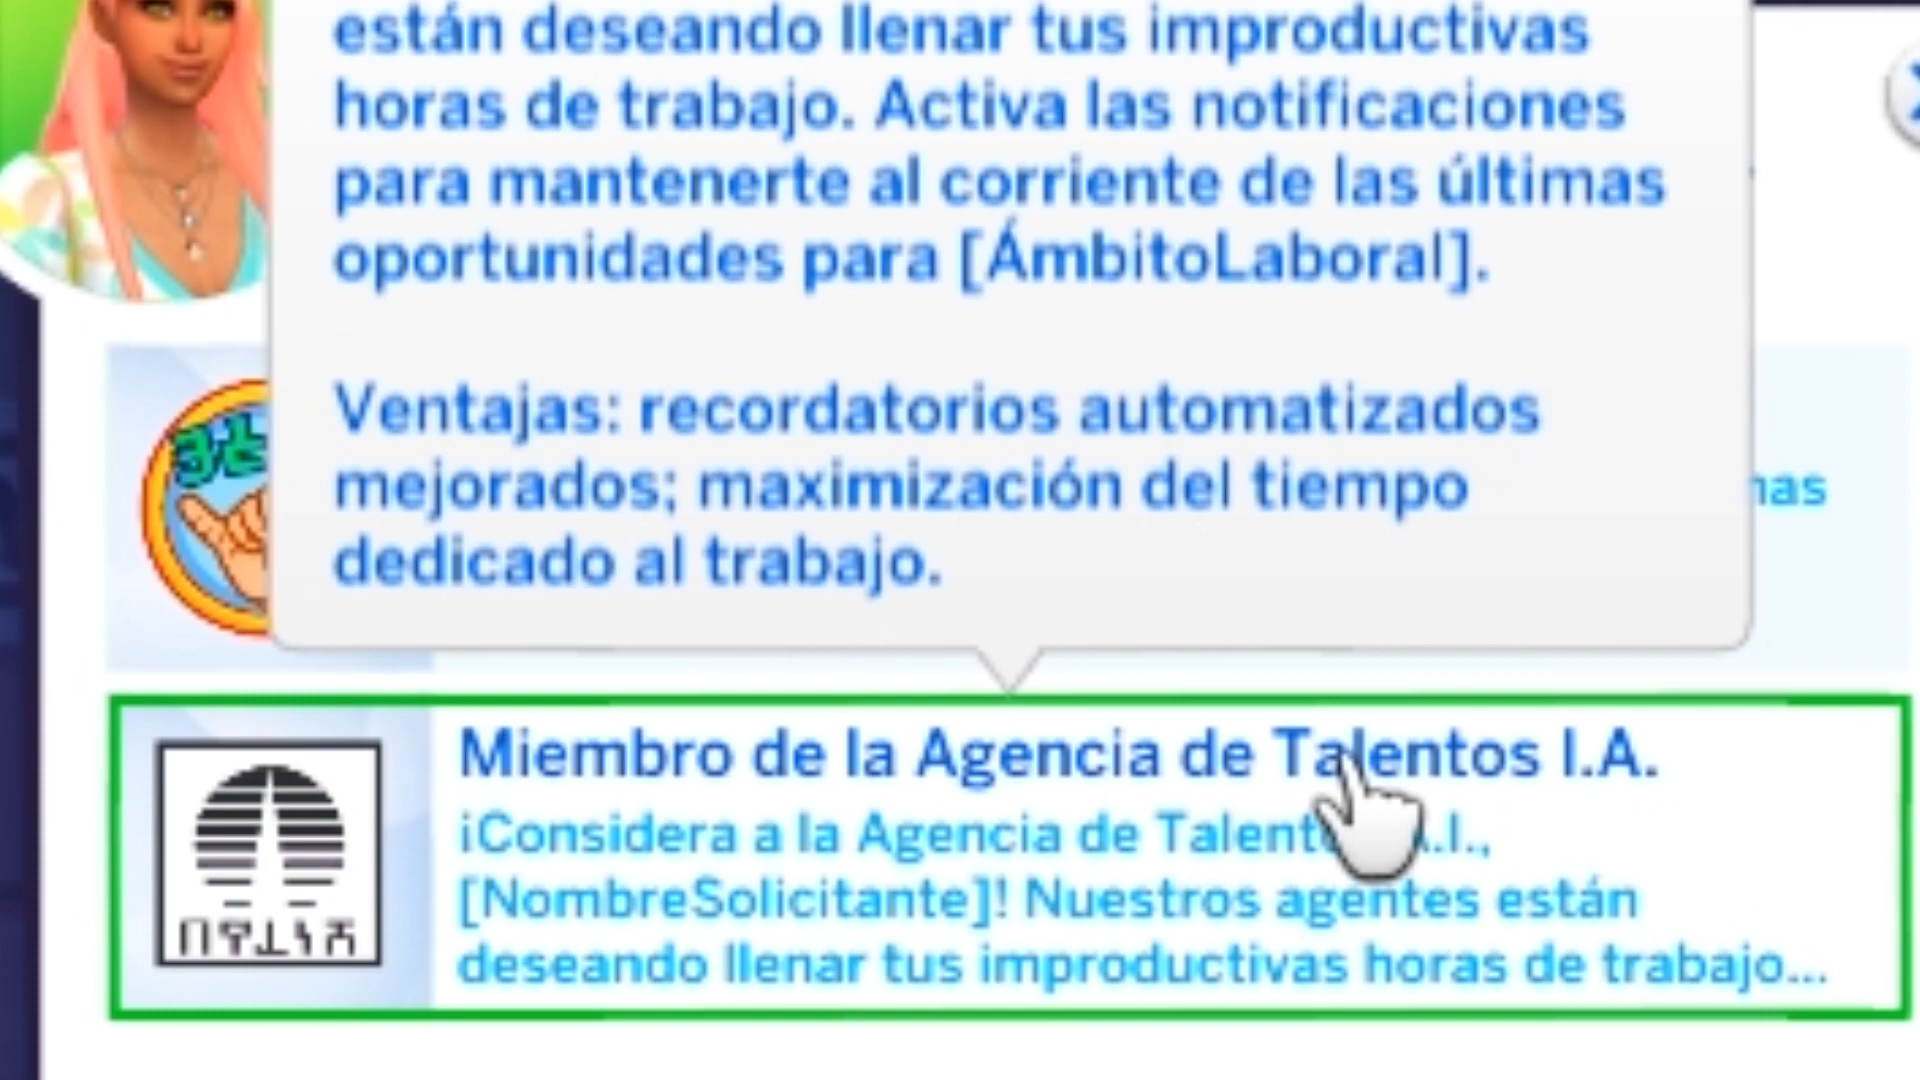 están deseando llenar tus improductivas
horas de trabajo. Activa las notificaciones
para mantenerte al corriente de las últimas
oportunidades para [ÁmbitoLaboral].
Ventajas: recordatorios automatizados
mejorados; maximización del tiempo
dedicado al trabajo.
Miembro de la Agencia de Talentos I.A.
¡Considera a la Agencia de
[NombreSolicitante]! Nuestros agentes están
deseando llenar tus improductivas horas de trabajo...